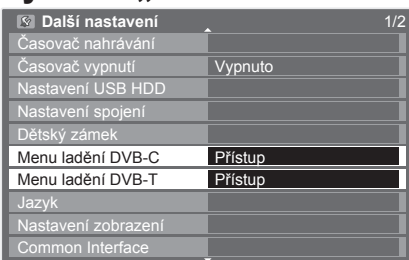 Další nastavení 1/2
Časovač nahrávání
Časovač vypnutí Vypnuto
Nastavení USB HDD
Nastavení spojení
Dětský zámek
Menu ladění DVB-C Přístup
Menu ladění DVB-T Přístup
Jazyk
Nastavení zobrazení
Common Interface